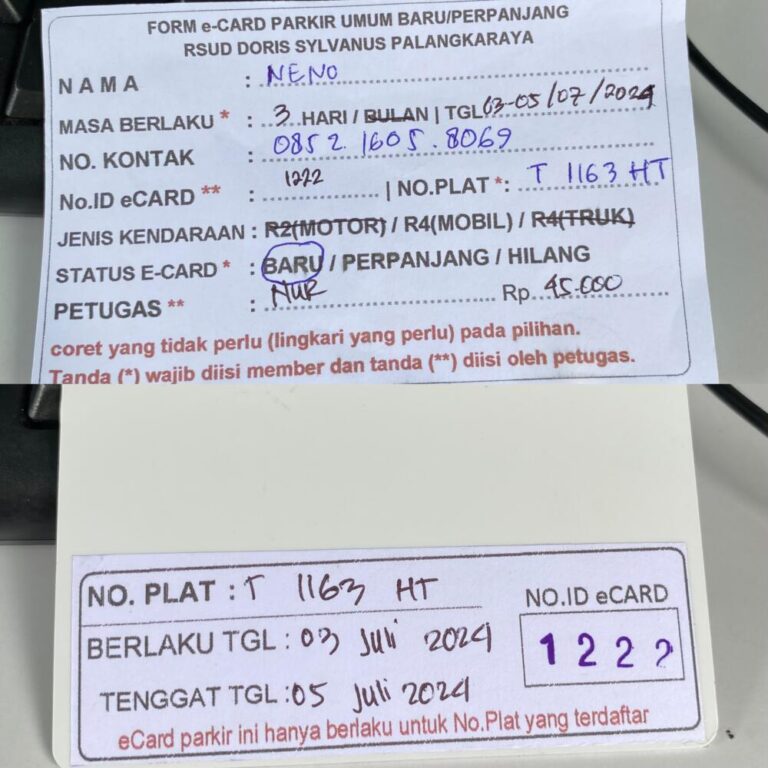 FORM e-CARD PARKIR UMUM BARU/PERPANJANG
RSUD DORIS SYLVANUS PALANGKARAYA
NAMA : NENO
MASA BERLAKU * : 3 HARI / BULAN | TGL 03-05/07/2024
NO. KONTAK : 0852.1605.8069
No.ID eCARD ** : 1222 | NO.PLAT *: T 1163 HT
JENIS KENDARAAN : R2(MOTOR) / R4(MOBIL) / R4(TRUK)
STATUS E-CARD * : BARU / PERPANJANG / HILANG
PETUGAS ** : NUR Rp. 45.000
coret yang tidak perlu (lingkari yang perlu) pada pilihan.
Tanda (*) wajib diisi member dan tanda (**) diisi oleh petugas.
NO. PLAT : T 1163 HT
NO.ID eCARD
BERLAKU TGL : 03 Juli 2024
1222
TENGGAT TGL : 05 Juli 2024
eCard parkir ini hanya berlaku untuk No.Plat yang terdaftar